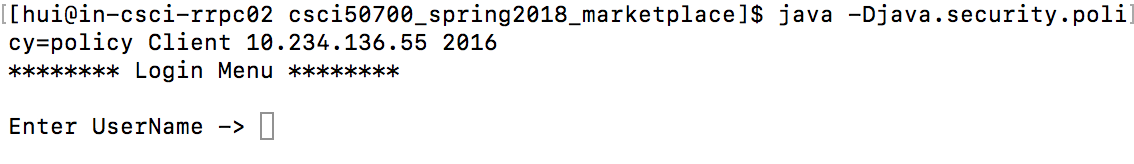 [[hui@in-csci-rrpc02 csci50700_spring2018_marketplace]$ java -Djava.security.poli]
cy=policy Client 10.234.136.55 2016
******** Login Menu ********
Enter UserName ->